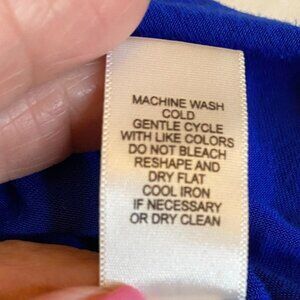 MACHINE WASH
COLD
GENTLE CYCLE
WITH LIKE COLORS
DO NOT BLEACH
RESHAPE AND
DRY FLAT
COOL IRON
IF NECESSARY
OR DRY CLEAN